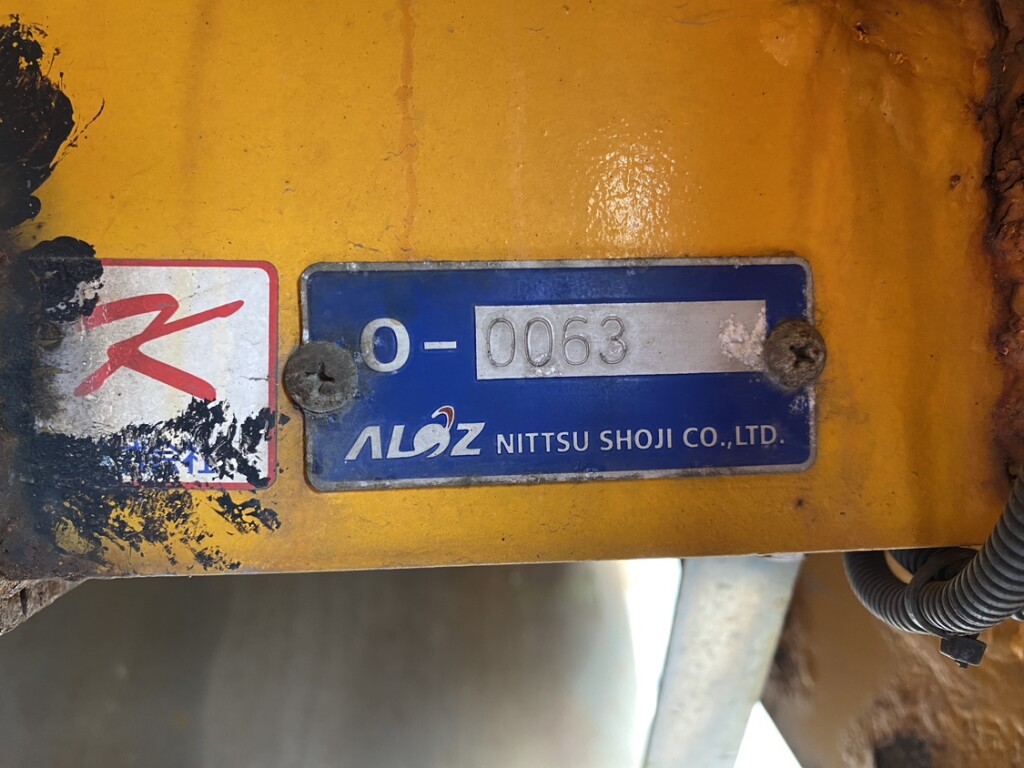 K
O-0063
ALOZ NITTSU SHOJI CO.,LTD.